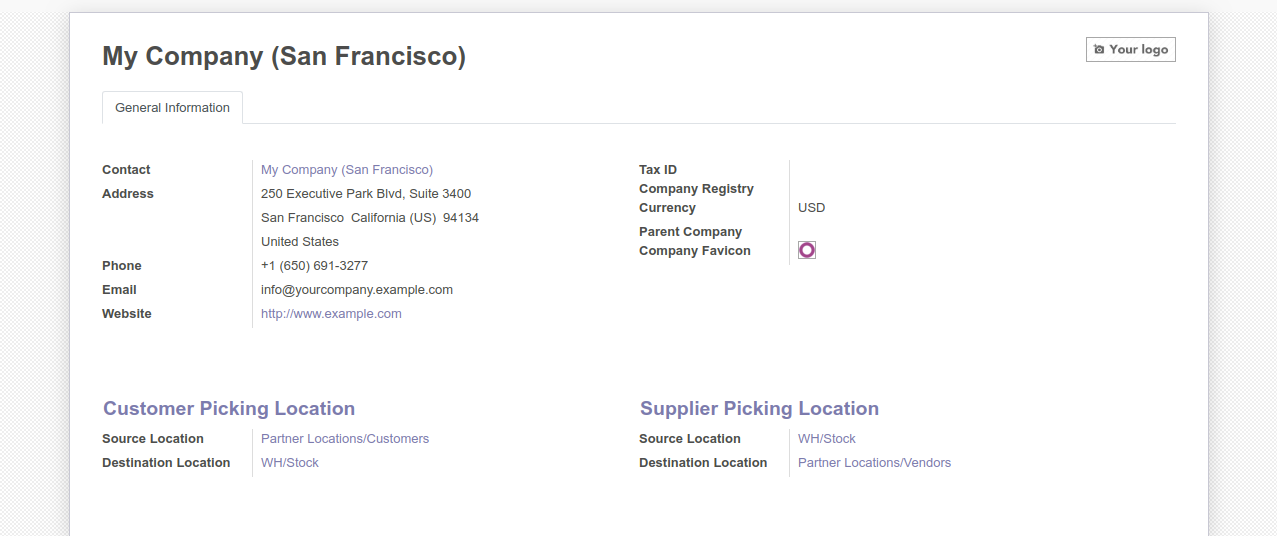 My Company (San Francisco)
Your logo
General Information
Contact My Company (San Francisco)
Address 250 Executive Park Blvd, Suite 3400
San Francisco California (US) 94134
United States
Phone +1 (650) 691-3277
Email info@yourcompany.example.com
Website http://www.example.com
Tax ID
Company Registry
Currency USD
Parent Company
Company Favicon
Customer Picking Location
Source Location Partner Locations/Customers
Destination Location WH/Stock
Supplier Picking Location
Source Location WH/Stock
Destination Location Partner Locations/Vendors